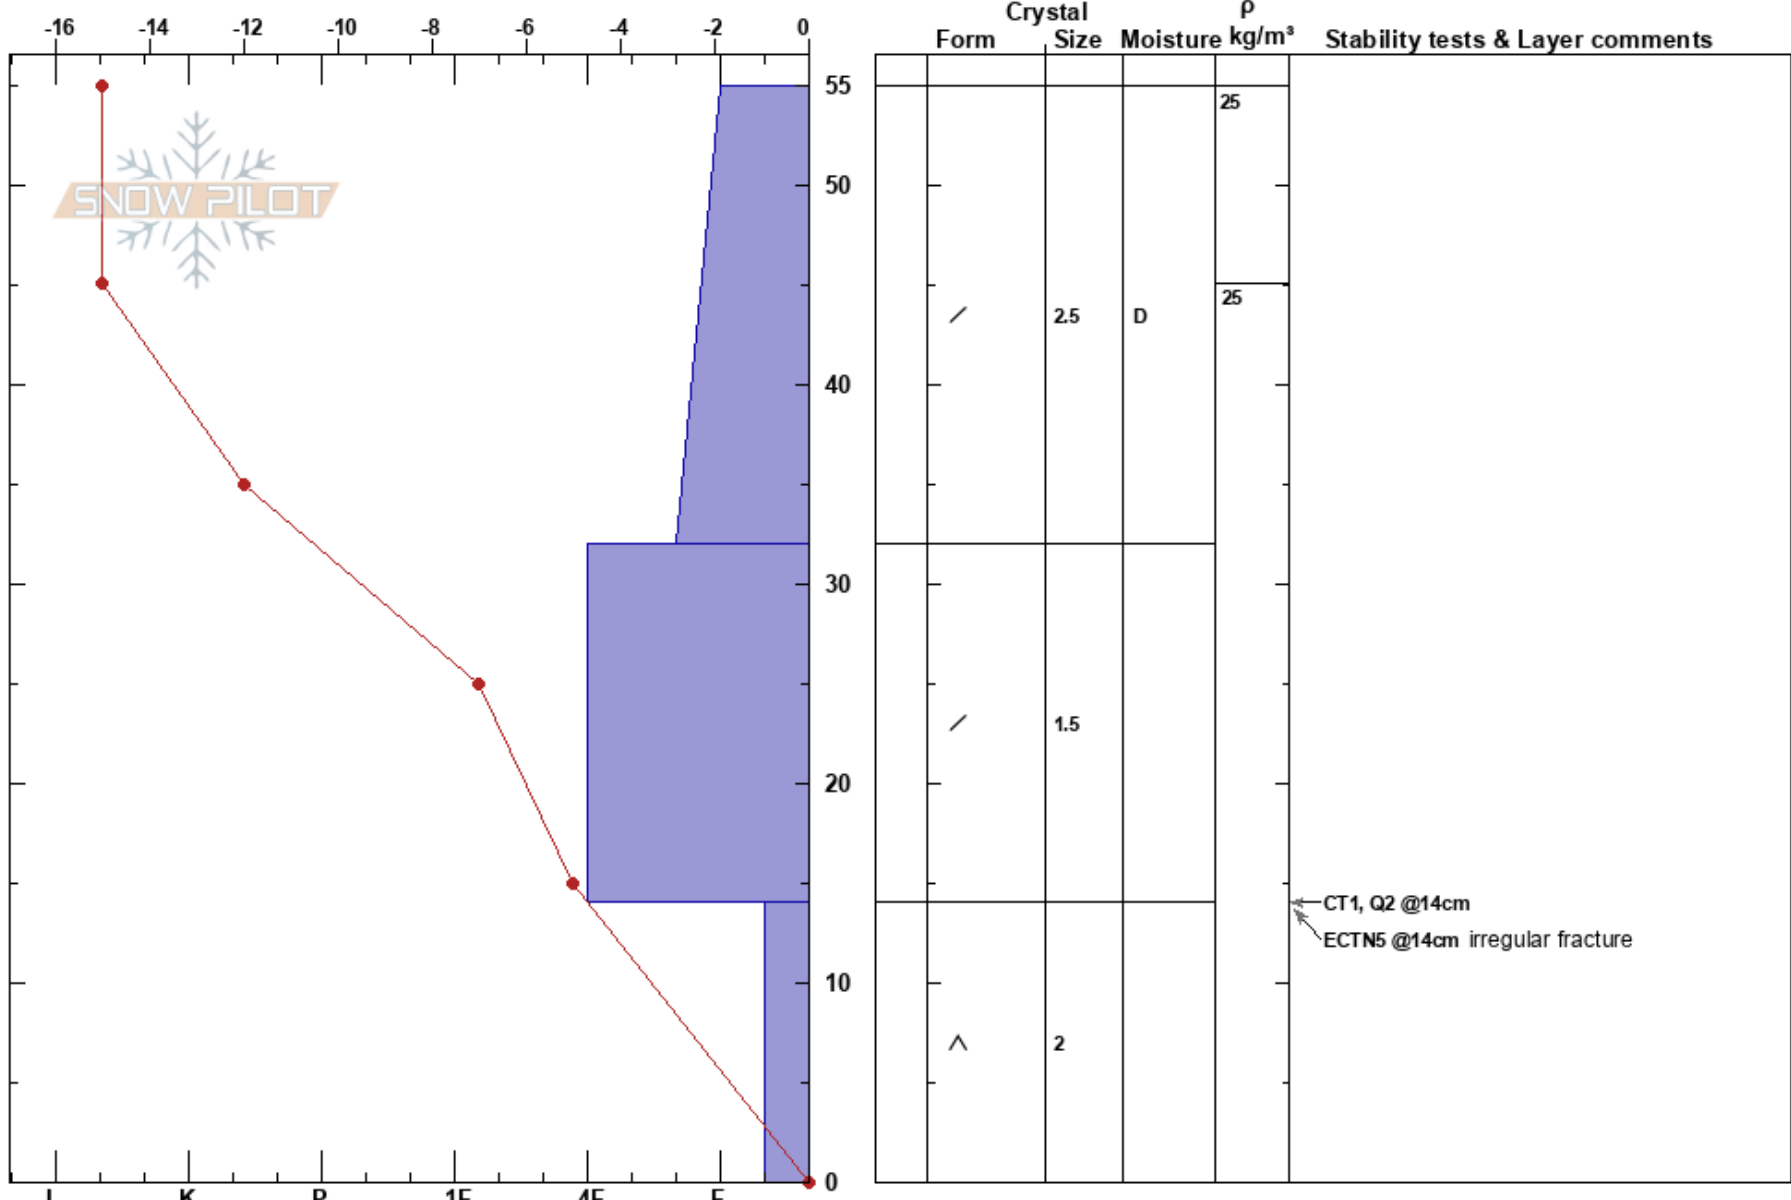 -16 -14 -12 -10 -8 -6 -4 -2 0
Crystal ρ
Form Size Moisture kg/m³ Stability tests & Layer comments
55
25
SNOW PILOT
50
25
2.5 D
40
30
1.5
20
CT1, Q2 @14cm
ECTN5 @14cm irregular fracture
10
2
0
I K P 1F 4F F